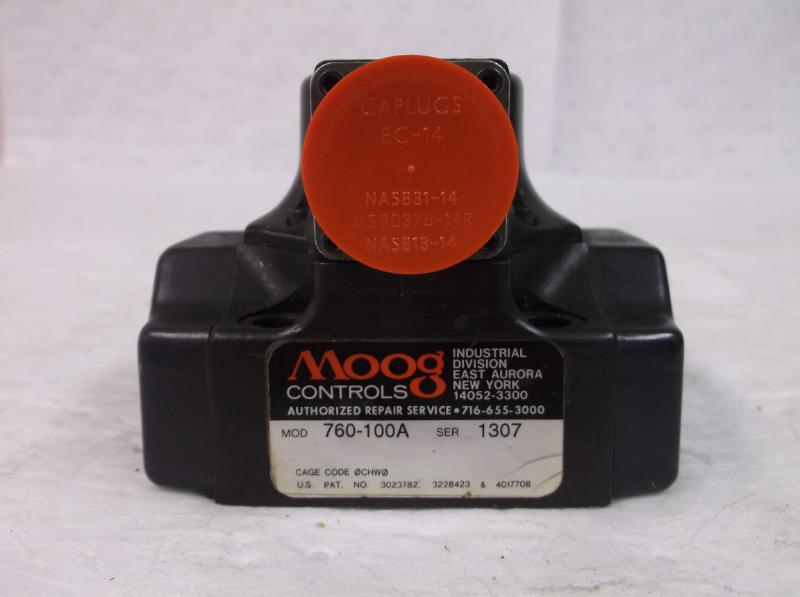 CAPLUGS
EC-14
NAS831-14
MS90376-14R
NAS813-14
MOOG
CONTROLS
INDUSTRIAL
DIVISION
EAST AURORA
NEW YORK
14052-3300
AUTHORIZED REPAIR SERVICE • 716-655-3000
MOD 760-100A SER 1307
CAGE CODE ØCHWØ
U.S. PAT. NO. 3023782, 3228423 & 4017706